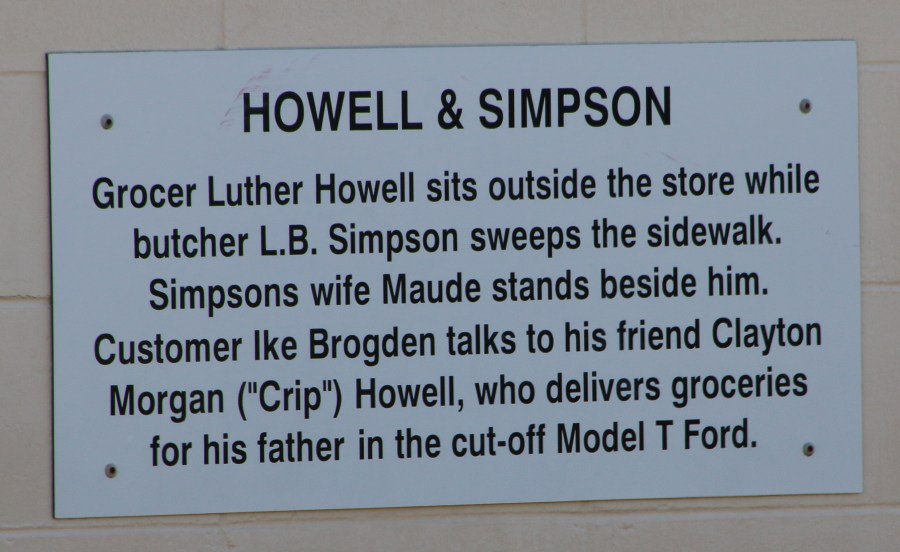 HOWELL & SIMPSON
Grocer Luther Howell sits outside the store while
butcher L.B. Simpson sweeps the sidewalk.
Simpsons wife Maude stands beside him.
Customer Ike Brogden talks to his friend Clayton
Morgan ("Crip") Howell, who delivers groceries
for his father in the cut-off Model T Ford.